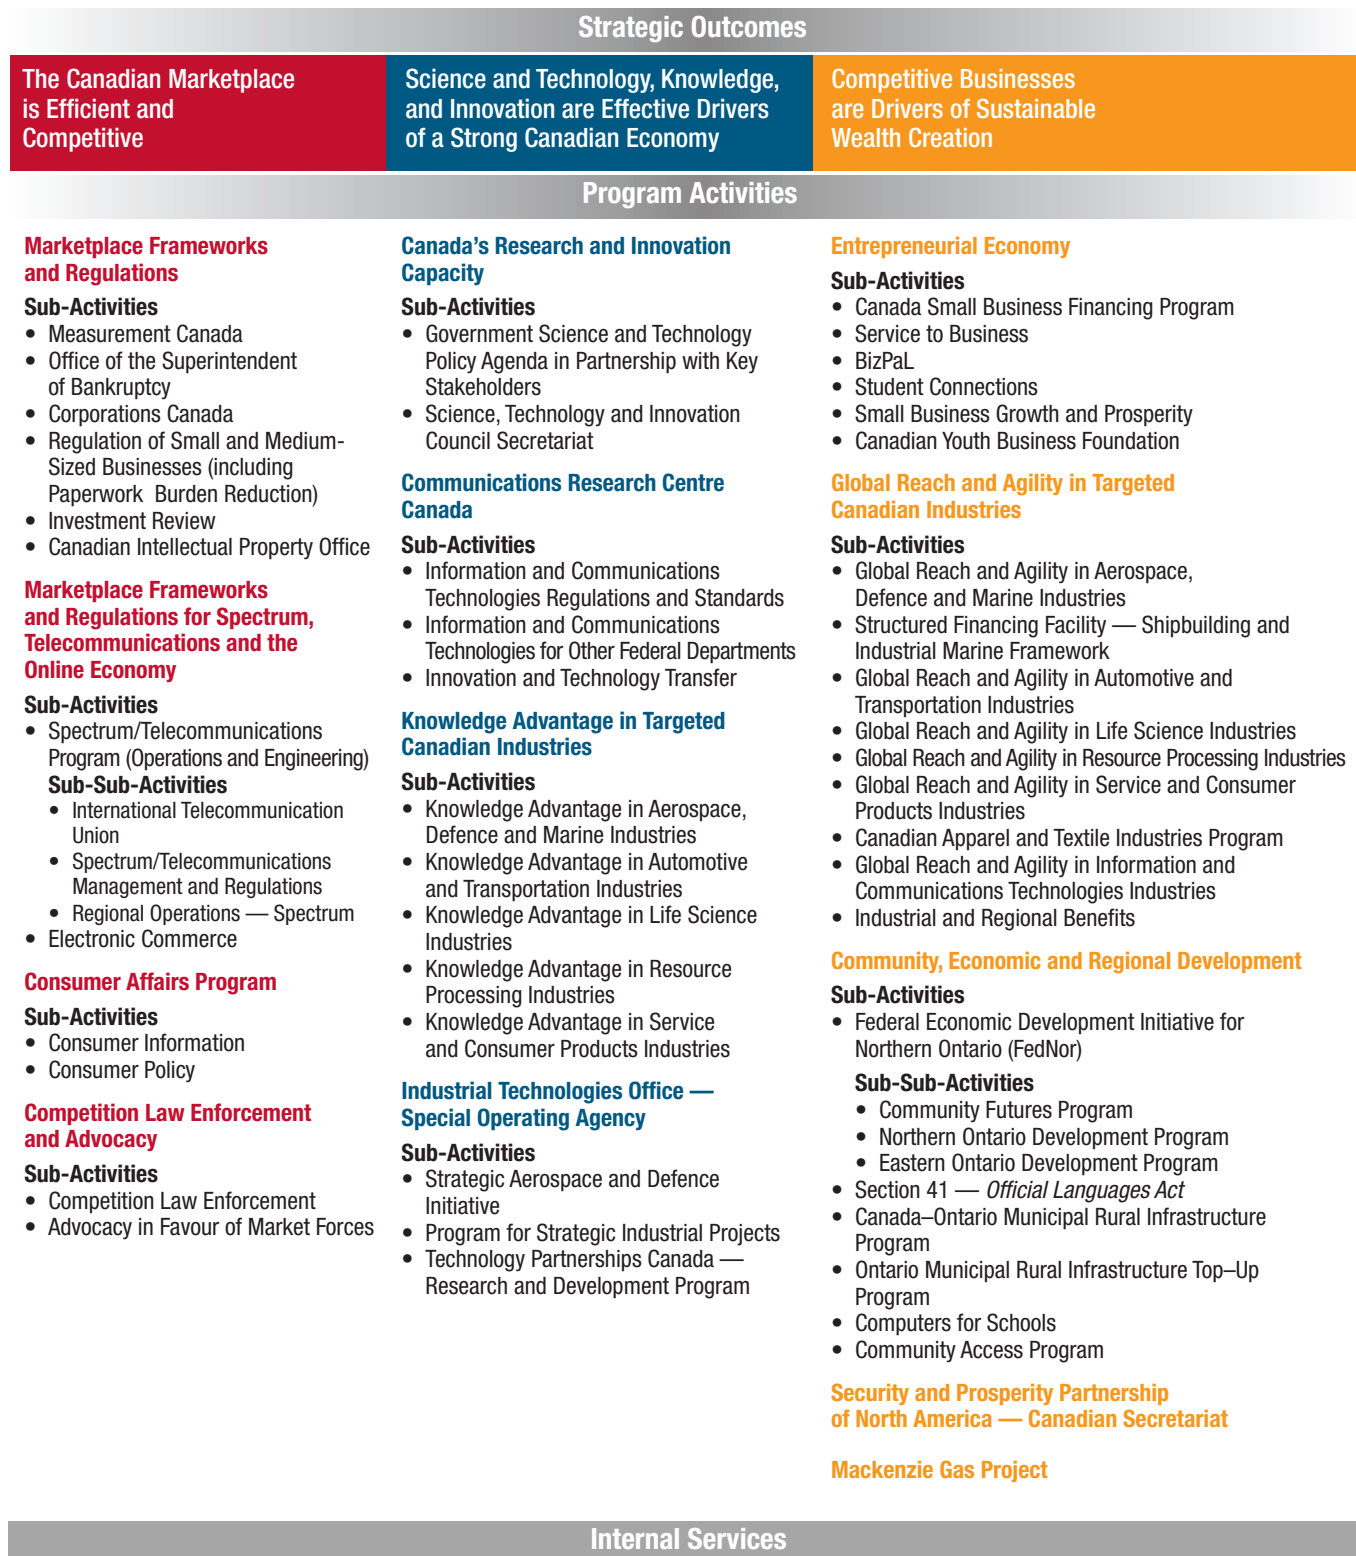 Strategic Outcomes
The Canadian Marketplace
is Efficient and
Competitive
Science and Technology, Knowledge,
and Innovation are Effective Drivers
of a Strong Canadian Economy
Competitive Businesses
are Drivers of Sustainable
Wealth Creation
Program Activities
Marketplace Frameworks
and Regulations
Sub-Activities
• Measurement Canada
• Office of the Superintendent
of Bankruptcy
• Corporations Canada
• Regulation of Small and Medium-
Sized Businesses (including
Paperwork Burden Reduction)
• Investment Review
• Canadian Intellectual Property Office
Marketplace Frameworks
and Regulations for Spectrum,
Telecommunications and the
Online Economy
Sub-Activities
• Spectrum/Telecommunications
Program (Operations and Engineering)
Sub-Sub-Activities
• International Telecommunication
Union
• Spectrum/Telecommunications
Management and Regulations
• Regional Operations — Spectrum
• Electronic Commerce
Consumer Affairs Program
Sub-Activities
• Consumer Information
• Consumer Policy
Competition Law Enforcement
and Advocacy
Sub-Activities
• Competition Law Enforcement
• Advocacy in Favour of Market Forces
Canada's Research and Innovation
Capacity
Sub-Activities
• Government Science and Technology
Policy Agenda in Partnership with Key
Stakeholders
• Science, Technology and Innovation
Council Secretariat
Communications Research Centre
Canada
Sub-Activities
• Information and Communications
Technologies Regulations and Standards
• Information and Communications
Technologies for Other Federal Departments
• Innovation and Technology Transfer
Knowledge Advantage in Targeted
Canadian Industries
Sub-Activities
• Knowledge Advantage in Aerospace,
Defence and Marine Industries
• Knowledge Advantage in Automotive
and Transportation Industries
• Knowledge Advantage in Life Science
Industries
• Knowledge Advantage in Resource
Processing Industries
• Knowledge Advantage in Service
and Consumer Products Industries
Industrial Technologies Office —
Special Operating Agency
Sub-Activities
• Strategic Aerospace and Defence
Initiative
• Program for Strategic Industrial Projects
• Technology Partnerships Canada —
Research and Development Program
Entrepreneurial Economy
Sub-Activities
• Canada Small Business Financing Program
• Service to Business
• BizPaL
• Student Connections
• Small Business Growth and Prosperity
• Canadian Youth Business Foundation
Global Reach and Agility in Targeted
Canadian Industries
Sub-Activities
• Global Reach and Agility in Aerospace,
Defence and Marine Industries
• Structured Financing Facility — Shipbuilding and
Industrial Marine Framework
• Global Reach and Agility in Automotive and
Transportation Industries
• Global Reach and Agility in Life Science Industries
• Global Reach and Agility in Resource Processing Industries
• Global Reach and Agility in Service and Consumer
Products Industries
• Canadian Apparel and Textile Industries Program
• Global Reach and Agility in Information and
Communications Technologies Industries
• Industrial and Regional Benefits
Community, Economic and Regional Development
Sub-Activities
• Federal Economic Development Initiative for
Northern Ontario (FedNor)
Sub-Sub-Activities
• Community Futures Program
• Northern Ontario Development Program
• Eastern Ontario Development Program
• Section 41 — Official Languages Act
• Canada–Ontario Municipal Rural Infrastructure
Program
• Ontario Municipal Rural Infrastructure Top–Up
Program
• Computers for Schools
• Community Access Program
Security and Prosperity Partnership
of North America — Canadian Secretariat
Mackenzie Gas Project
Internal Services